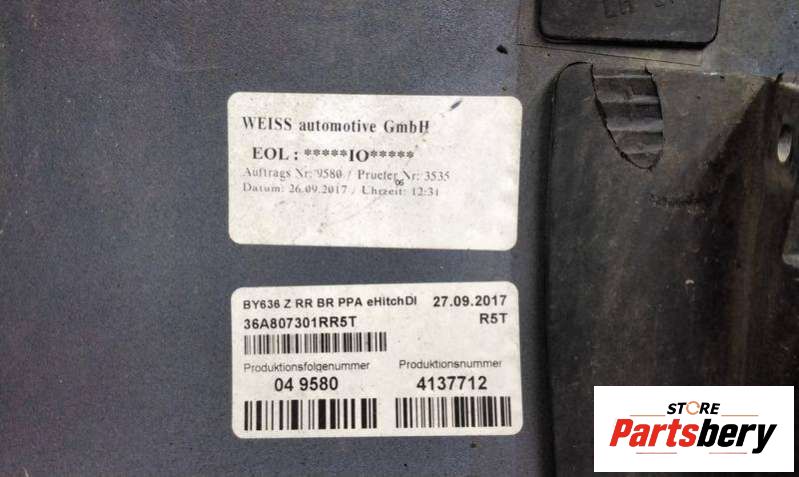 WEISS automotive GmbH
EOL: *****IO*****
Auftrags Nr: 9580 / Pruefer Nr: 3535
06
Datum: 26.09.2017 / Uhrzeit: 12:31
BY636 Z RR BR PPA eHitchDI 27.09.2017
36A807301RR5T R5T
Produktionsfolgenummer Produktionsnummer
04 9580 4137712
STORE
Partsbery